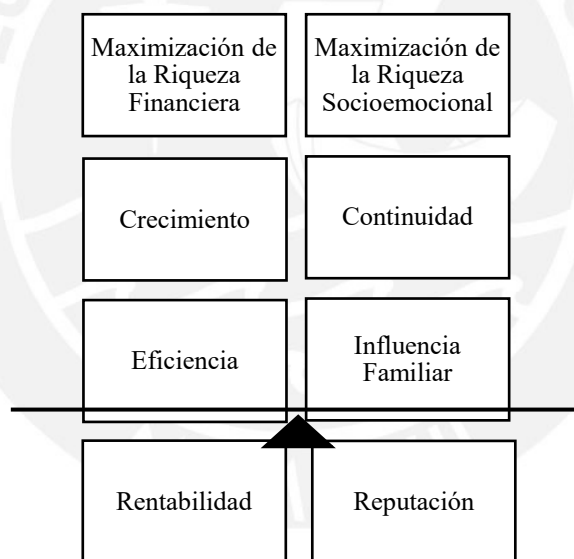 Maximización de
la Riqueza
Financiera
Maximización de
la Riqueza
Socioemocional
Crecimiento
Continuidad
Eficiencia
Influencia
Familiar
Rentabilidad
Reputación